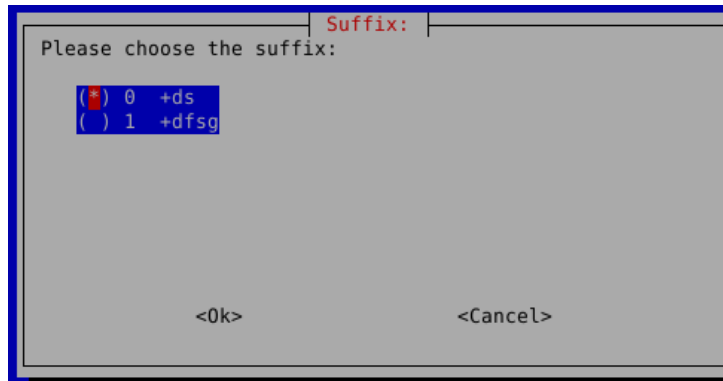 Suffix:
Please choose the suffix:
(*) 0 +ds
( ) 1 +dfsg
<Ok> <Cancel>